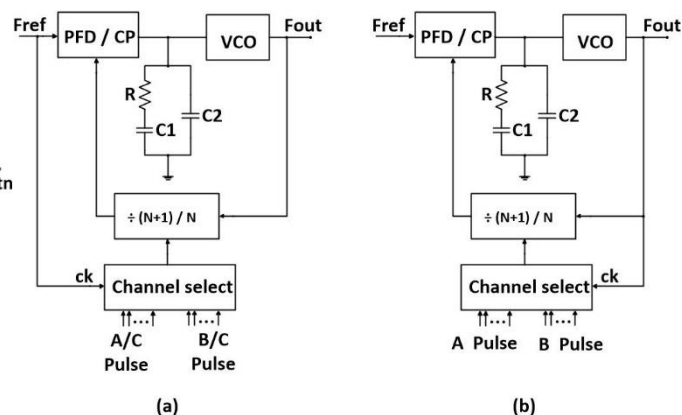 tn
Fref
PFD / CP
VCO
Fout
R
C1
C2
÷ (N+1) / N
ck
Channel select
A/C
Pulse
B/C
Pulse
(a)
Fref
PFD / CP
VCO
Fout
R
C1
C2
÷ (N+1) / N
ck
Channel select
A Pulse
B Pulse
(b)